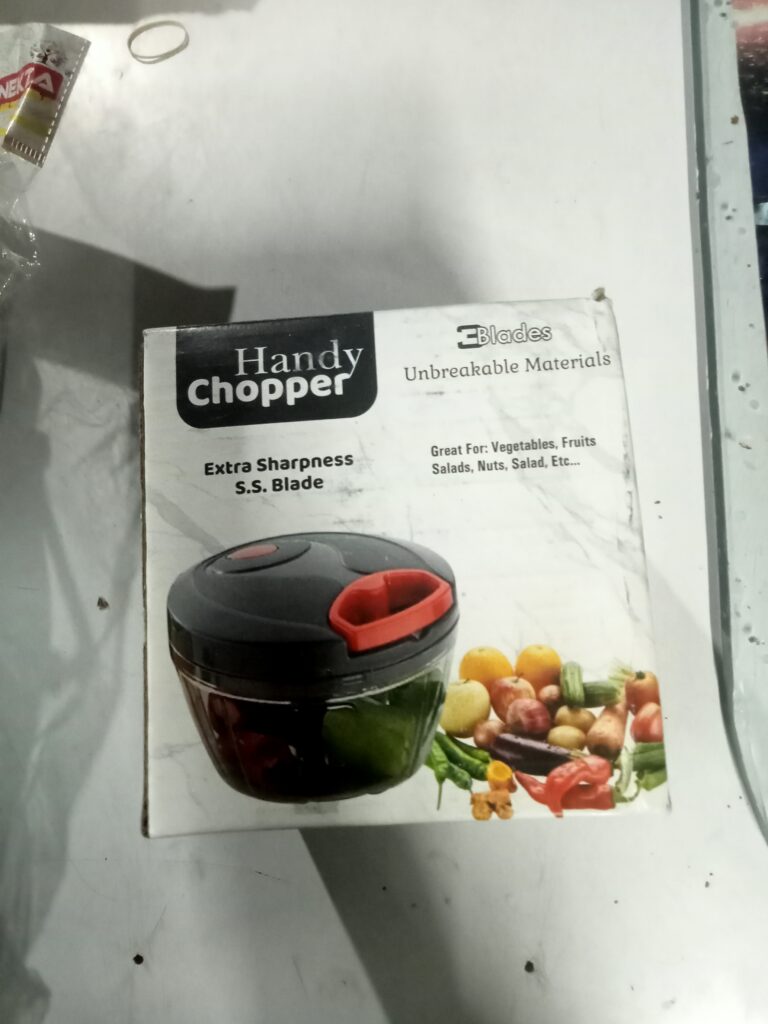 Handy
Chopper
3Blades
Unbreakable Materials
Extra Sharpness
S.S. Blade
Great For: Vegetables, Fruits
Salads, Nuts, Salad, Etc...